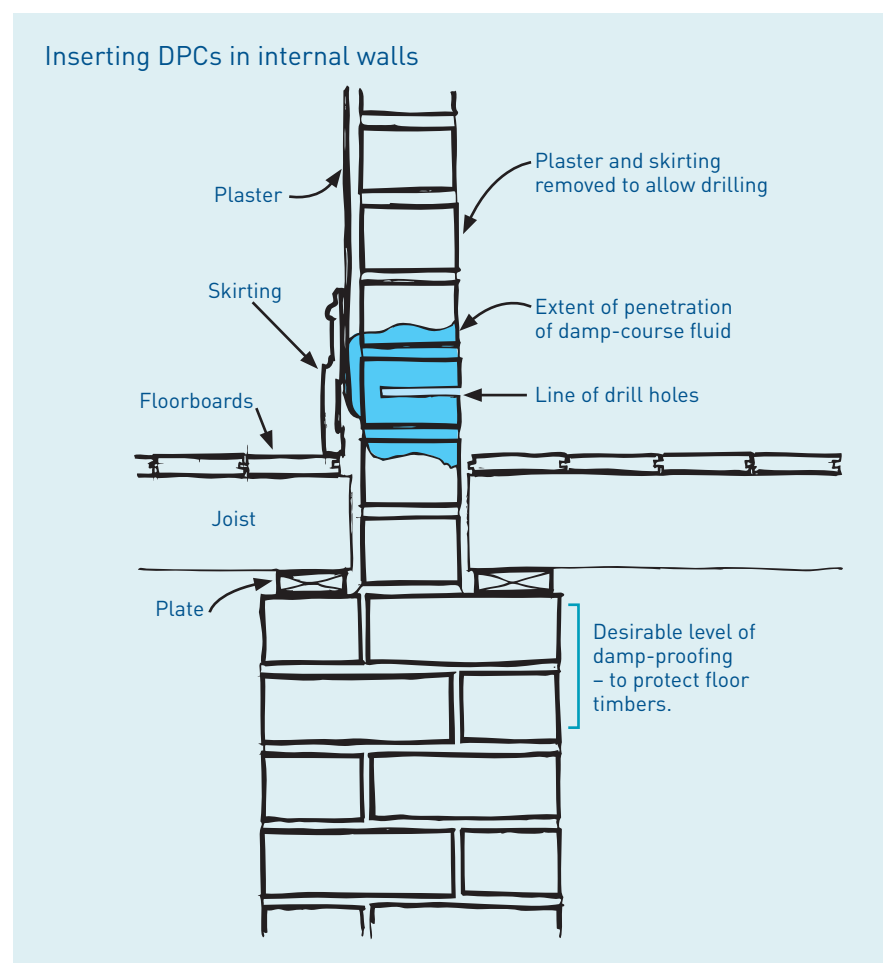 Inserting DPCs in internal walls
Plaster and skirting
removed to allow drilling
Plaster
Skirting
Extent of penetration
of damp-course fluid
Line of drill holes
Floorboards
Joist
Plate
Desirable level of
damp-proofing
– to protect floor
timbers.